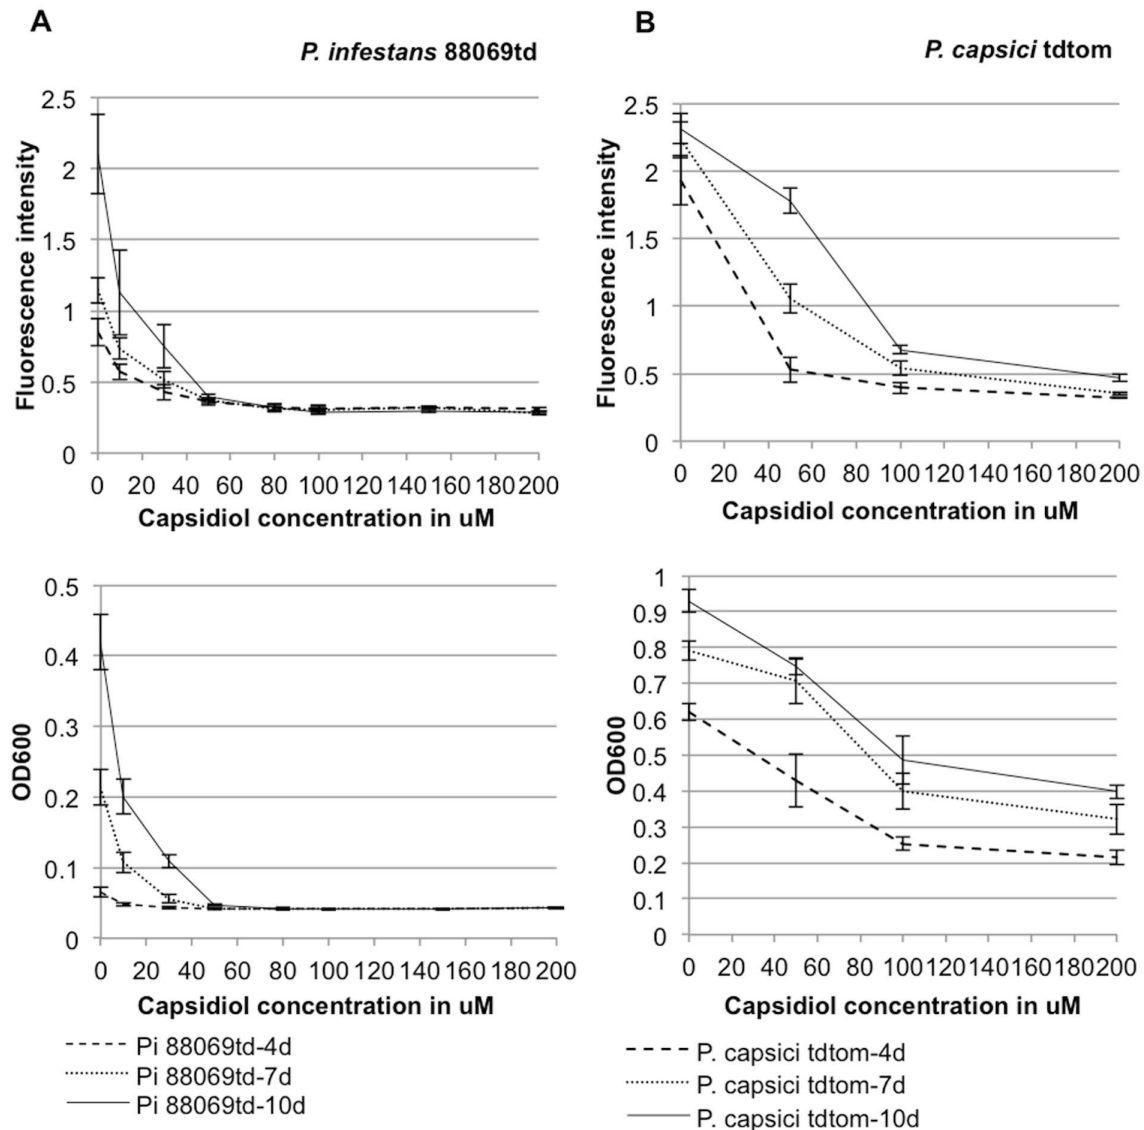 A
P. infestans 88069td
2.5
2
1.5
1
0.5
0
Fluorescence intensity
0 20 40 60 80 100 120 140 160 180 200
Capsidiol concentration in uM
B
P. capsici tdtom
2.5
2
1.5
1
0.5
0
Fluorescence intensity
0 20 40 60 80 100 120 140 160 180 200
Capsidiol concentration in uM
0.5
0.4
0.3
0.2
0.1
0
OD600
0 20 40 60 80 100 120 140 160 180 200
Capsidiol concentration in uM
Pi 88069td-4d
Pi 88069td-7d
Pi 88069td-10d
1
0.9
0.8
0.7
0.6
0.5
0.4
0.3
0.2
0.1
0
OD600
0 20 40 60 80 100 120 140 160 180 200
Capsidiol concentration in uM
P. capsici tdtom-4d
P. capsici tdtom-7d
P. capsici tdtom-10d